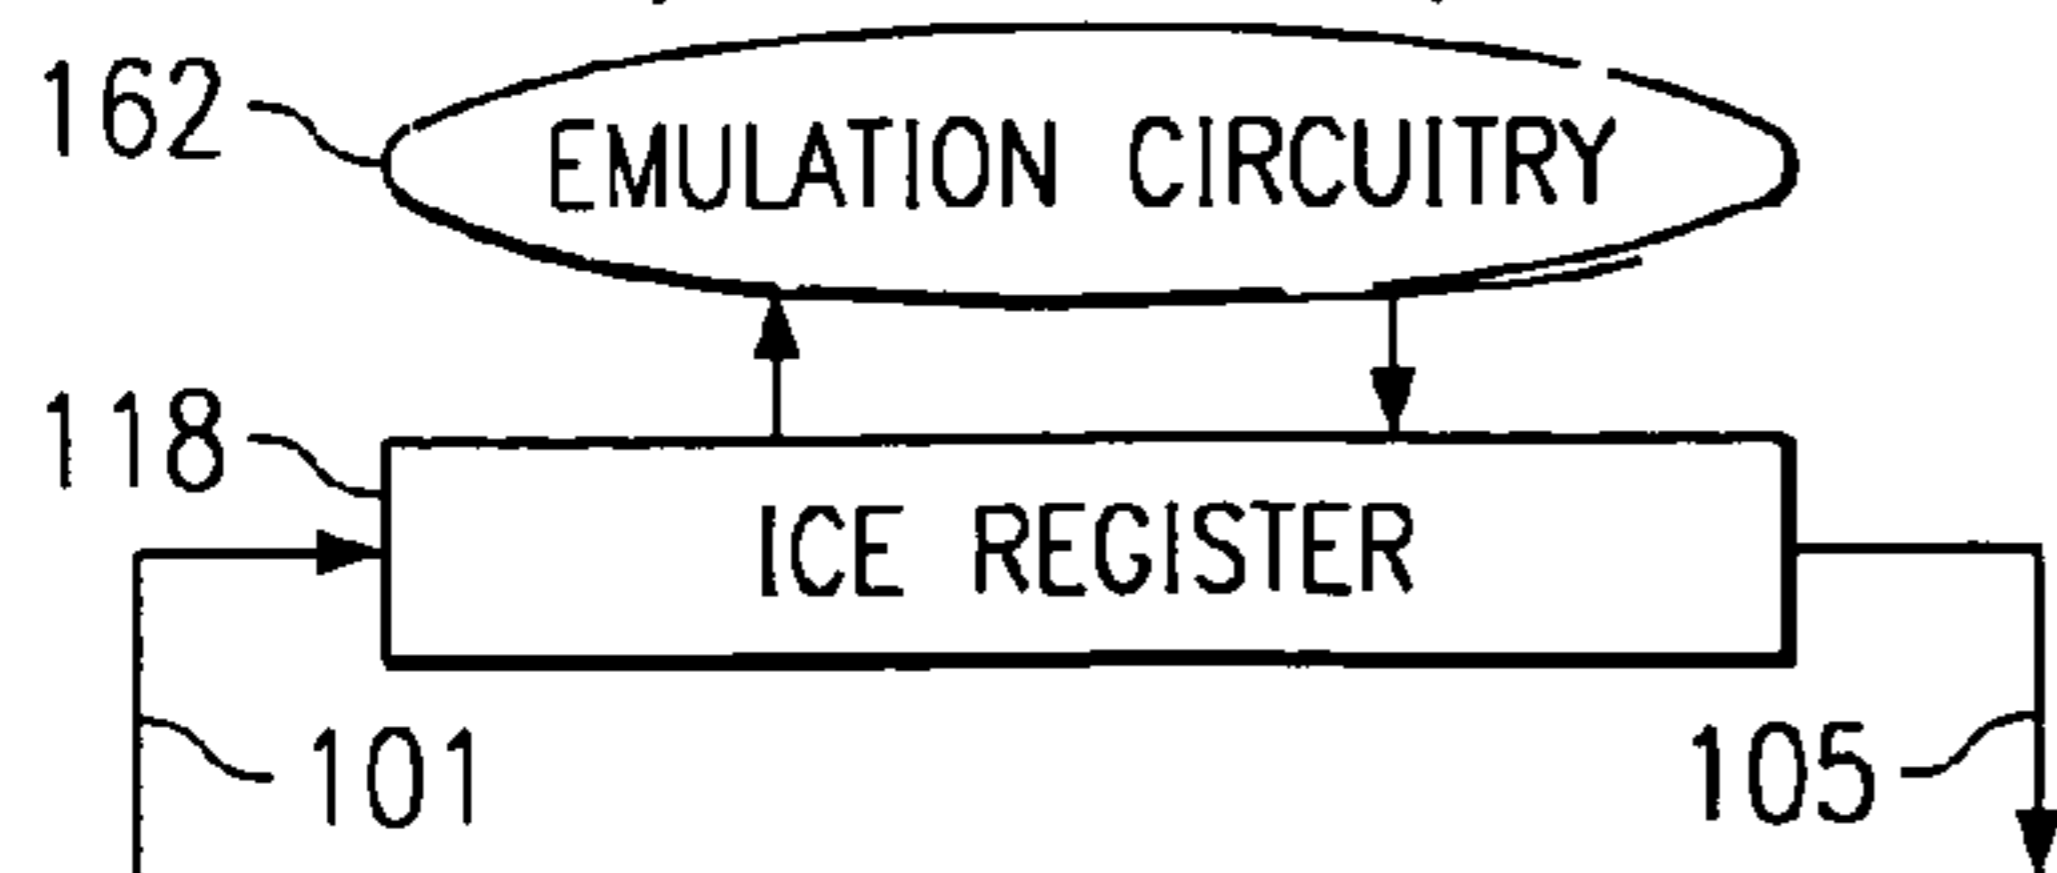 162
EMULATION CIRCUITRY
118
ICE REGISTER
101
105